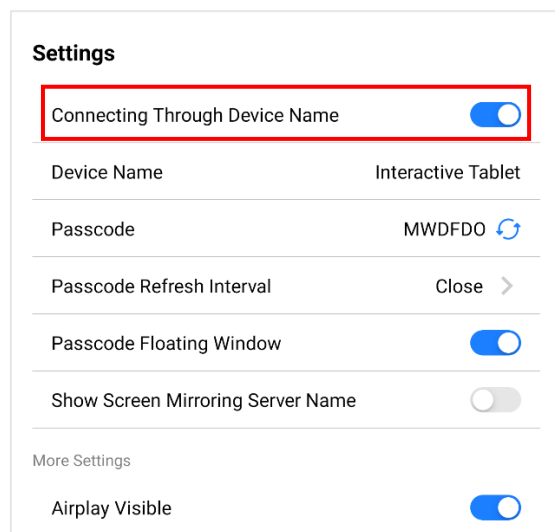 Settings
Connecting Through Device Name
Device Name Interactive Tablet
Passcode MWDFDO
Passcode Refresh Interval Close
Passcode Floating Window
Show Screen Mirroring Server Name
More Settings
Airplay Visible